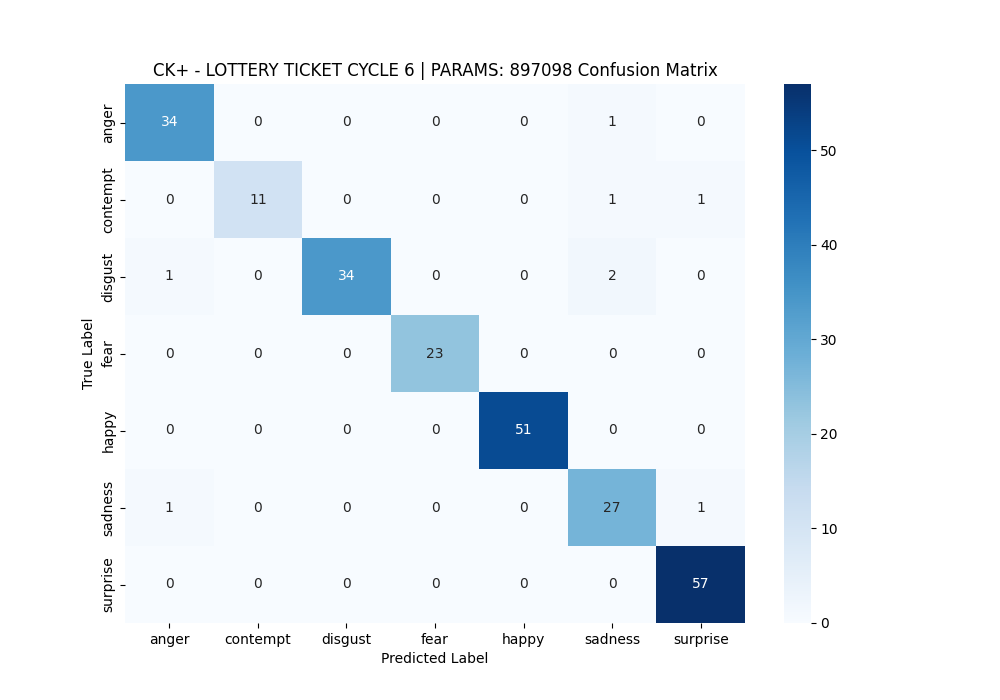 CK+ - LOTTERY TICKET CYCLE 6 | PARAMS: 897098 Confusion Matrix
anger 34 0 0 0 0 1 0
contempt 0 11 0 0 0 1 1
disgust 1 0 34 0 0 2 0
fear 0 0 0 23 0 0 0
happy 0 0 0 0 51 0 0
sadness 1 0 0 0 0 27 1
surprise 0 0 0 0 0 0 57
True Label
anger contempt disgust fear happy sadness surprise
Predicted Label
50
40
30
20
10
0